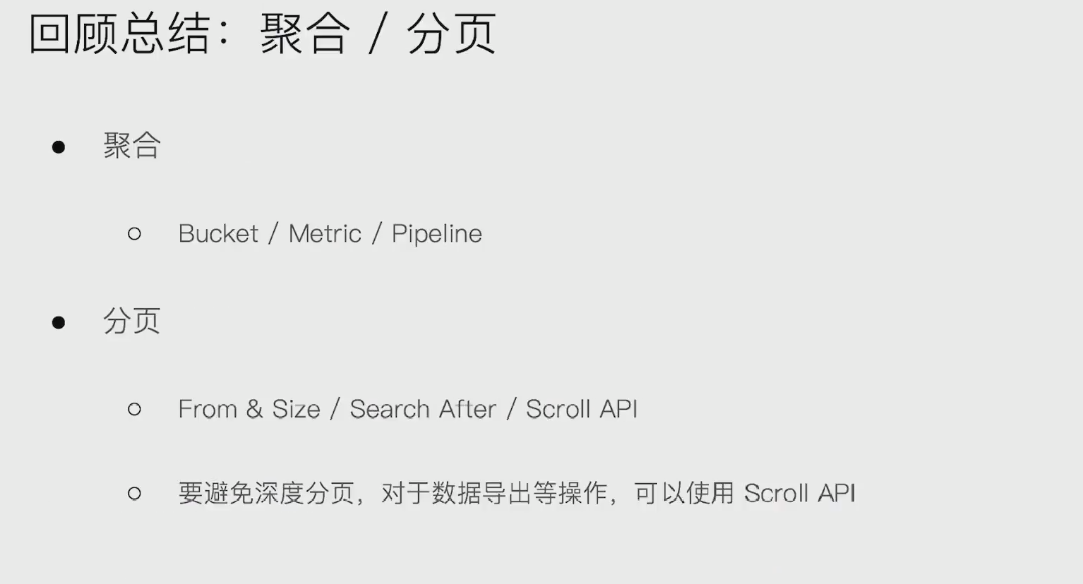 回顾总结：聚合 / 分页
聚合
Bucket / Metric / Pipeline
分页
From & Size / Search After / Scroll API
要避免深度分页，对于数据导出等操作，可以使用 Scroll API